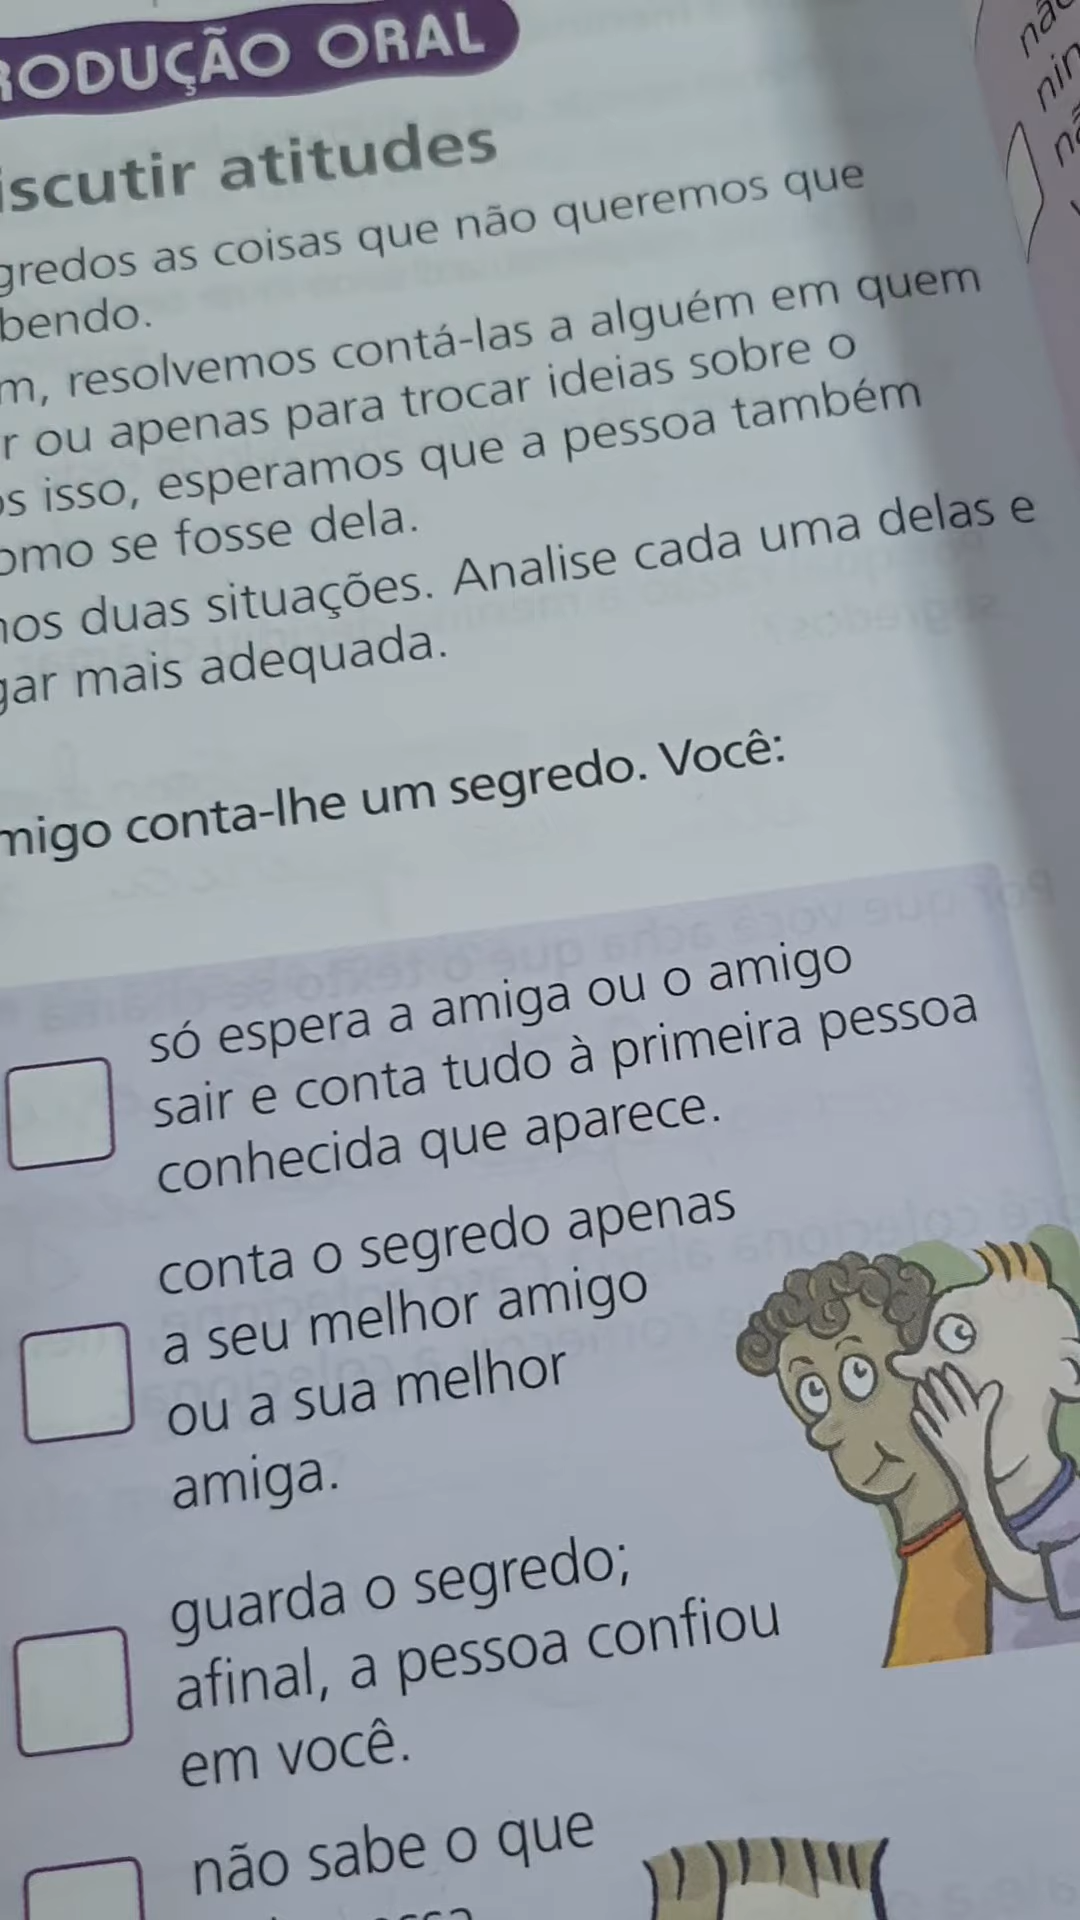 RODUÇÃO ORAL
iscutir atitudes
gredos as coisas que não queremos que
bendo.
m, resolvemos contá-las a alguém em quem
r ou apenas para trocar ideias sobre o
os isso, esperamos que a pessoa também
omo se fosse dela.
nos duas situações. Analise cada uma delas e
gar mais adequada.
migo conta-lhe um segredo. Você:
só espera a amiga ou o amigo
sair e conta tudo à primeira pessoa
conhecida que aparece.
conta o segredo apenas
a seu melhor amigo
ou a sua melhor
amiga.
guarda o segredo;
afinal, a pessoa confiou
em você.
não sabe o que